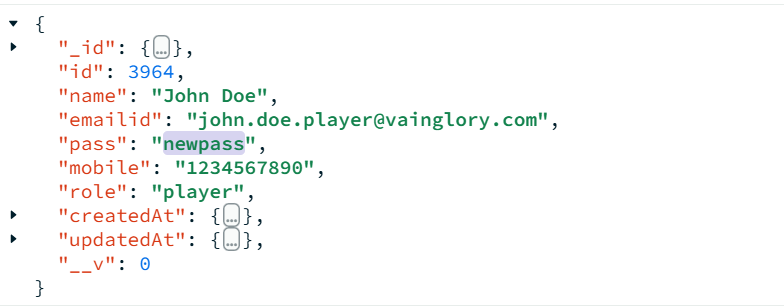 {
"_id": {…},
"id": 3964,
"name": "John Doe",
"emailid": "john.doe.player@vainglory.com",
"pass": "newpass",
"mobile": "1234567890",
"role": "player",
"createdAt": {…},
"updatedAt": {…},
"__v": 0
}